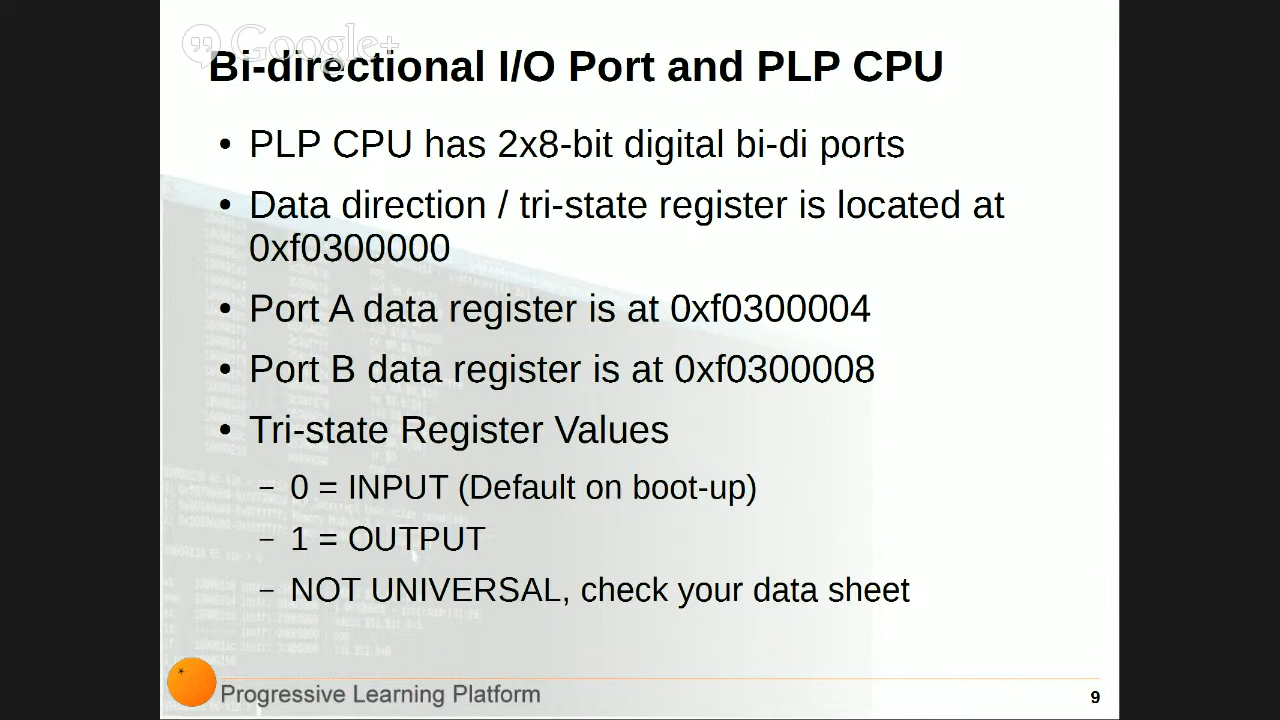 Google+
Bi-directional I/O Port and PLP CPU
• PLP CPU has 2x8-bit digital bi-di ports
• Data direction / tri-state register is located at
0xf0300000
• Port A data register is at 0xf0300004
• Port B data register is at 0xf0300008
• Tri-state Register Values
– 0 = INPUT (Default on boot-up)
– 1 = OUTPUT
– NOT UNIVERSAL, check your data sheet
Progressive Learning Platform
9